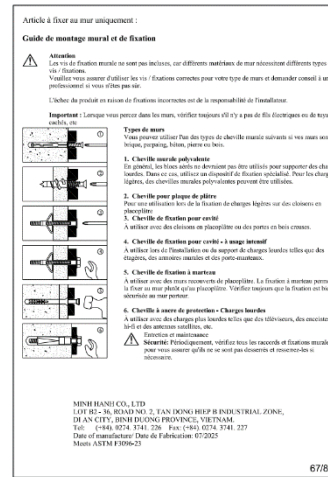 Article à fixer au mur uniquement :
Guide de montage mural et de fixation
Attention
Les vis de fixation murale ne sont pas incluses, car différents matériaux de mur nécessitent différents types de
vis / fixations.
Veuillez vous assurer d'utiliser les vis / fixations correctes pour votre type de murs et demander conseil à un
professionnel si vous n'êtes pas sûr.
L'échec du produit en raison de fixations incorrectes est de la responsabilité de l'installateur.
Important : Lorsque vous percez dans les murs, vérifier toujours s'il n'y a pas de fils électriques ou de tuyaux
cachés, etc
Types de murs
Vous pouvez utiliser l'un des types de cheville murale suivants si vos murs sont en
brique, parpaing, béton, pierre ou bois.
1. Cheville murale polyvalente
En général, les blocs aérés ne devraient pas être utilisés pour supporter des charges
lourdes. Dans ce cas, utilisez un dispositif de fixation spécialisé. Pour les charges
légères, des chevilles murales polyvalentes peuvent être utilisées.
2. Cheville pour plaque de plâtre
Pour une utilisation lors de la fixation de charges légères sur des cloisons en
placoplâtre
3. Cheville de fixation pour cavité
A utiliser avec des cloisons en placoplâtre ou des portes en bois creuses.
4. Cheville de fixation pour cavité - à usage intensif
A utiliser lors de l'installation ou du support de charges lourdes telles que des
étagères, des armoires murales et des porte-manteaux.
5. Cheville de fixation à marteau
A utiliser avec des murs recouverts de placoplâtre. La fixation à marteau permet de
la fixer au mur plutôt qu'au placoplâtre. Vérifiez toujours que la fixation est bien
sécurisée au mur porteur.
6. Cheville à ancre de protection - Charges lourdes
A utiliser avec des charges plus lourdes telles que des téléviseurs, des enceintes
hi-fi et des antennes satellites, etc.
Entretien et maintenance
Sécurité: Périodiquement, vérifiez tous les raccords et fixations murales
pour vous assurer qu'ils ne se sont pas desserrés et resserrez-les si
nécessaire.
MINH HANH CO., LTD
LOT B2 - 36, ROAD NO. 2, TAN DONG HIEP B INDUSTRIAL ZONE,
DI AN CITY, BINH DUONG PROVINCE, VIETNAM.
Tel: (+84). 0274. 3741. 226 Fax: (+84). 0274. 3741. 227
Date of manufacture/ Date de Fabrication: 07/2025
Meets ASTM F3096-23
67/8